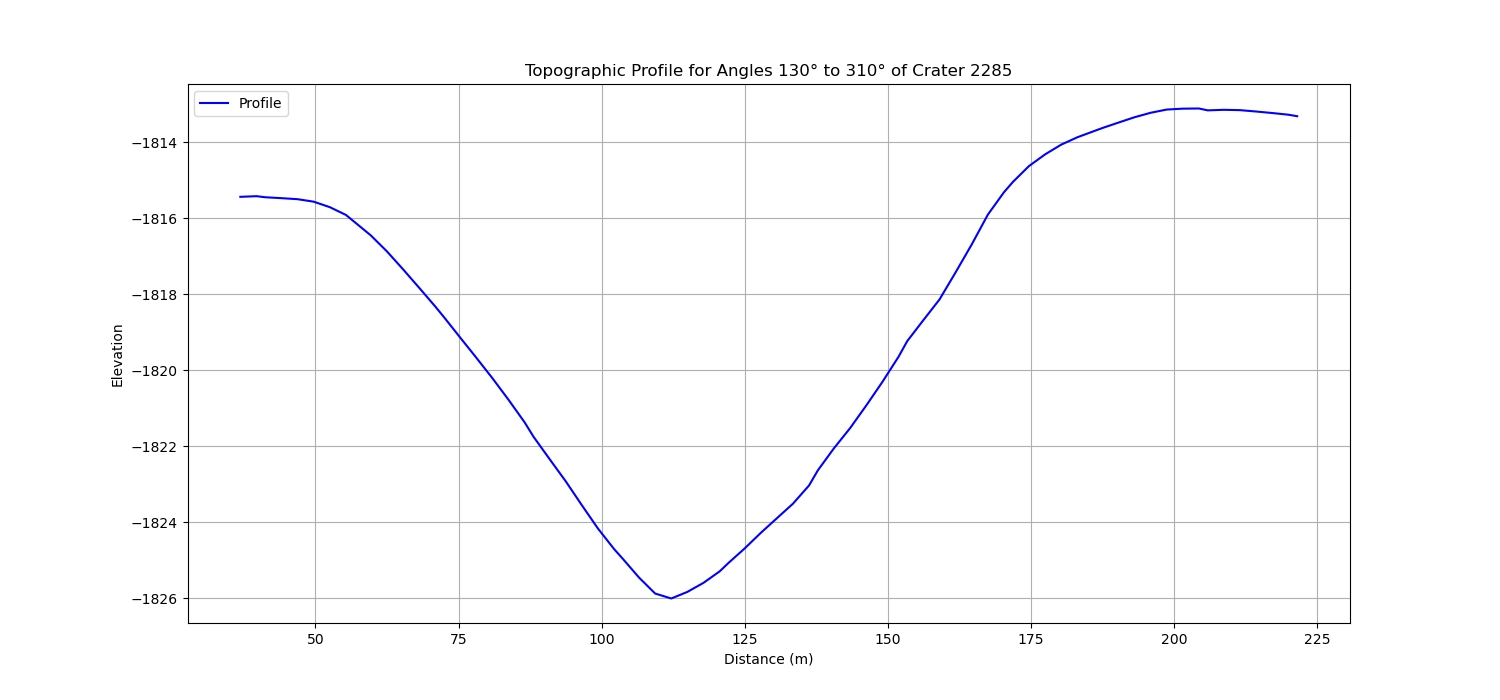 Topographic Profile for Angles 130° to 310° of Crater 2285
Profile
−1814
−1816
−1818
−1820
−1822
−1824
−1826
Elevation
50 75 100 125 150 175 200 225
Distance (m)